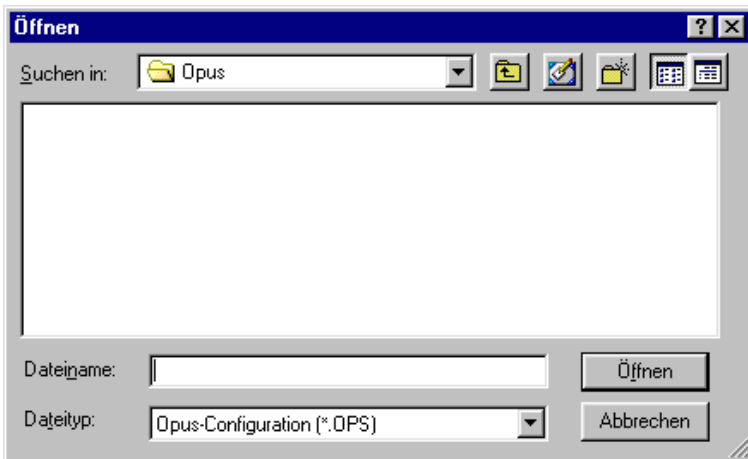 Öffnen
Suchen in: Opus
Dateiname:
Öffnen
Dateityp: Opus-Configuration (*.OPS)
Abbrechen